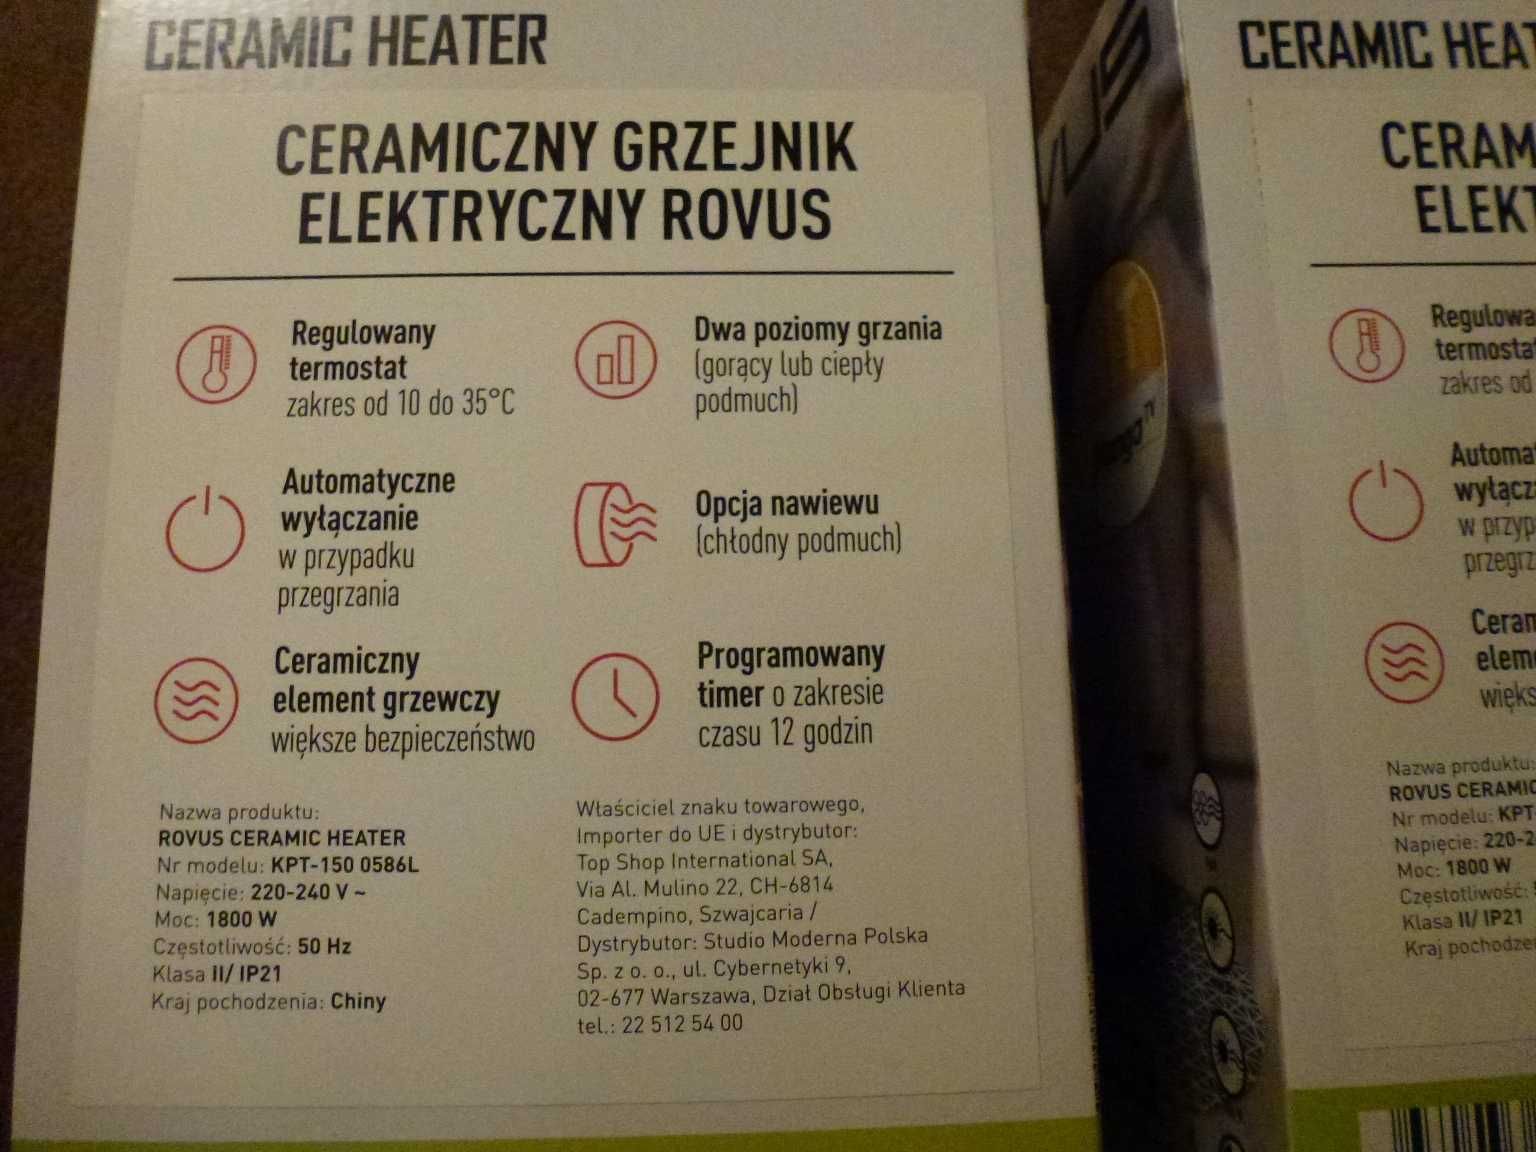 CERAMIC HEATER
CERAMICZNY GRZEJNIK
ELEKTRYCZNY ROVUS
Regulowany
termostat
zakres od 10 do 35°C
Dwa poziomy grzania
(gorący lub ciepły
podmuch)
Automatyczne
wyłączanie
w przypadku
przegrzania
Opcja nawiewu
(chłodny podmuch)
Ceramiczny
element grzewczy
większe bezpieczeństwo
Programowany
timer o zakresie
czasu 12 godzin
Nazwa produktu:
ROVUS CERAMIC HEATER
Nr modelu: KPT-150 0586L
Napięcie: 220-240 V ~
Moc: 1800 W
Częstotliwość: 50 Hz
Klasa II/ IP21
Kraj pochodzenia: Chiny
Właściciel znaku towarowego,
Importer do UE i dystrybutor:
Top Shop International SA,
Via Al. Mulino 22, CH-6814
Cadempino, Szwajcaria /
Dystrybutor: Studio Moderna Polska
Sp. z o. o., ul. Cybernetyki 9,
02-677 Warszawa, Dział Obsługi Klienta
tel.: 22 512 54 00
CERAMIC HEAT
CERAM
ELEKT
Regulowa
termostat
zakres od
Automa
wyłącz
w przyp
przegrz
Ceram
eleme
większ
Nazwa produktu:
ROVUS CERAMIC
Nr modelu: KPT-
Napięcie: 220-2
Moc: 1800 W
Częstotliwość:
Klasa II/ IP21
Kraj pochodze